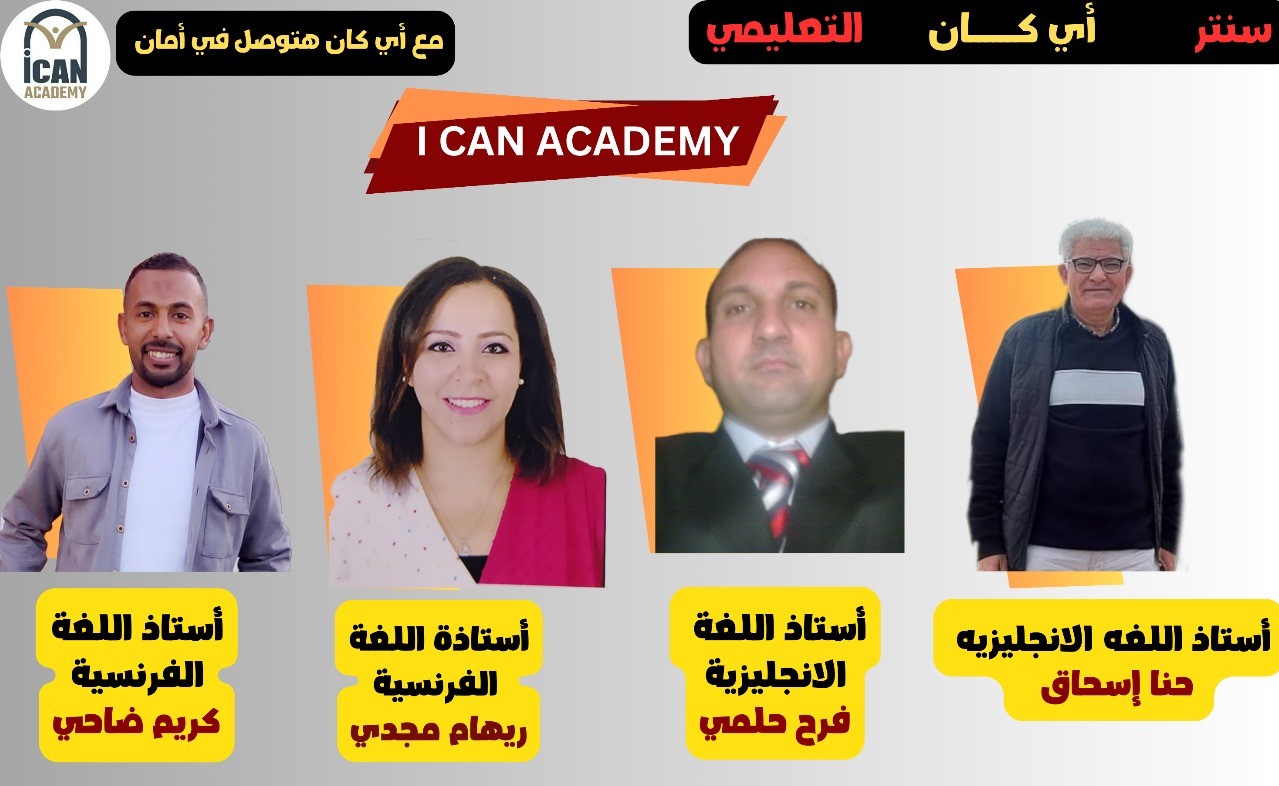 سنتر أي كـــــان التعليمي
مع أي كان هتوصل في أمان
iCAN
ACADEMY
I CAN ACADEMY
أستاذ اللغه الانجليزيه
حنا إسحاق
أستاذ اللغة
الانجليزية
فرح حلمي
أستاذة اللغة
الفرنسية
ريهام مجدي
أستاذ اللغة
الفرنسية
كريم ضاحي